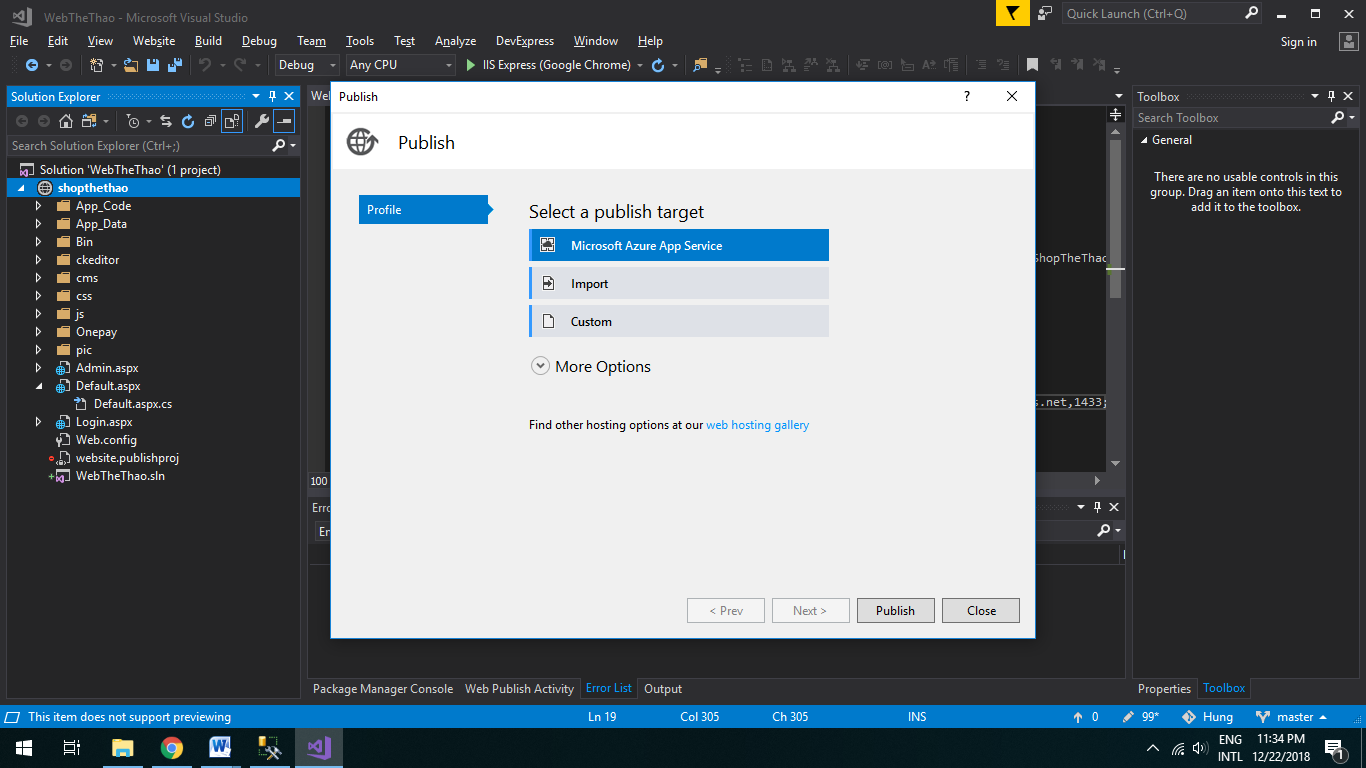 WebTheThao - Microsoft Visual Studio
Quick Launch (Ctrl+Q)
File Edit View Website Build Debug Team Tools Test Analyze DevExpress Window Help
Sign in
Debug Any CPU IIS Express (Google Chrome)
Solution Explorer
Search Solution Explorer (Ctrl+;)
Solution 'WebTheThao' (1 project)
shopthethao
App_Code
App_Data
Bin
ckeditor
cms
css
js
Onepay
pic
Admin.aspx
Default.aspx
Default.aspx.cs
Login.aspx
Web.config
website.publishproj
WebTheThao.sln
Publish
?
Publish
Profile
Select a publish target
Microsoft Azure App Service
Import
Custom
More Options
Find other hosting options at our web hosting gallery
< Prev Next > Publish Close
ShopTheThao
s.net,1433;
100
Toolbox
Search Toolbox
General
There are no usable controls in this
group. Drag an item onto this text to
add it to the toolbox.
Package Manager Console Web Publish Activity Error List Output
Properties Toolbox
This item does not support previewing Ln 19 Col 305 Ch 305 INS 0 99* Hung master
ENG
INTL
11:34 PM
12/22/2018
1